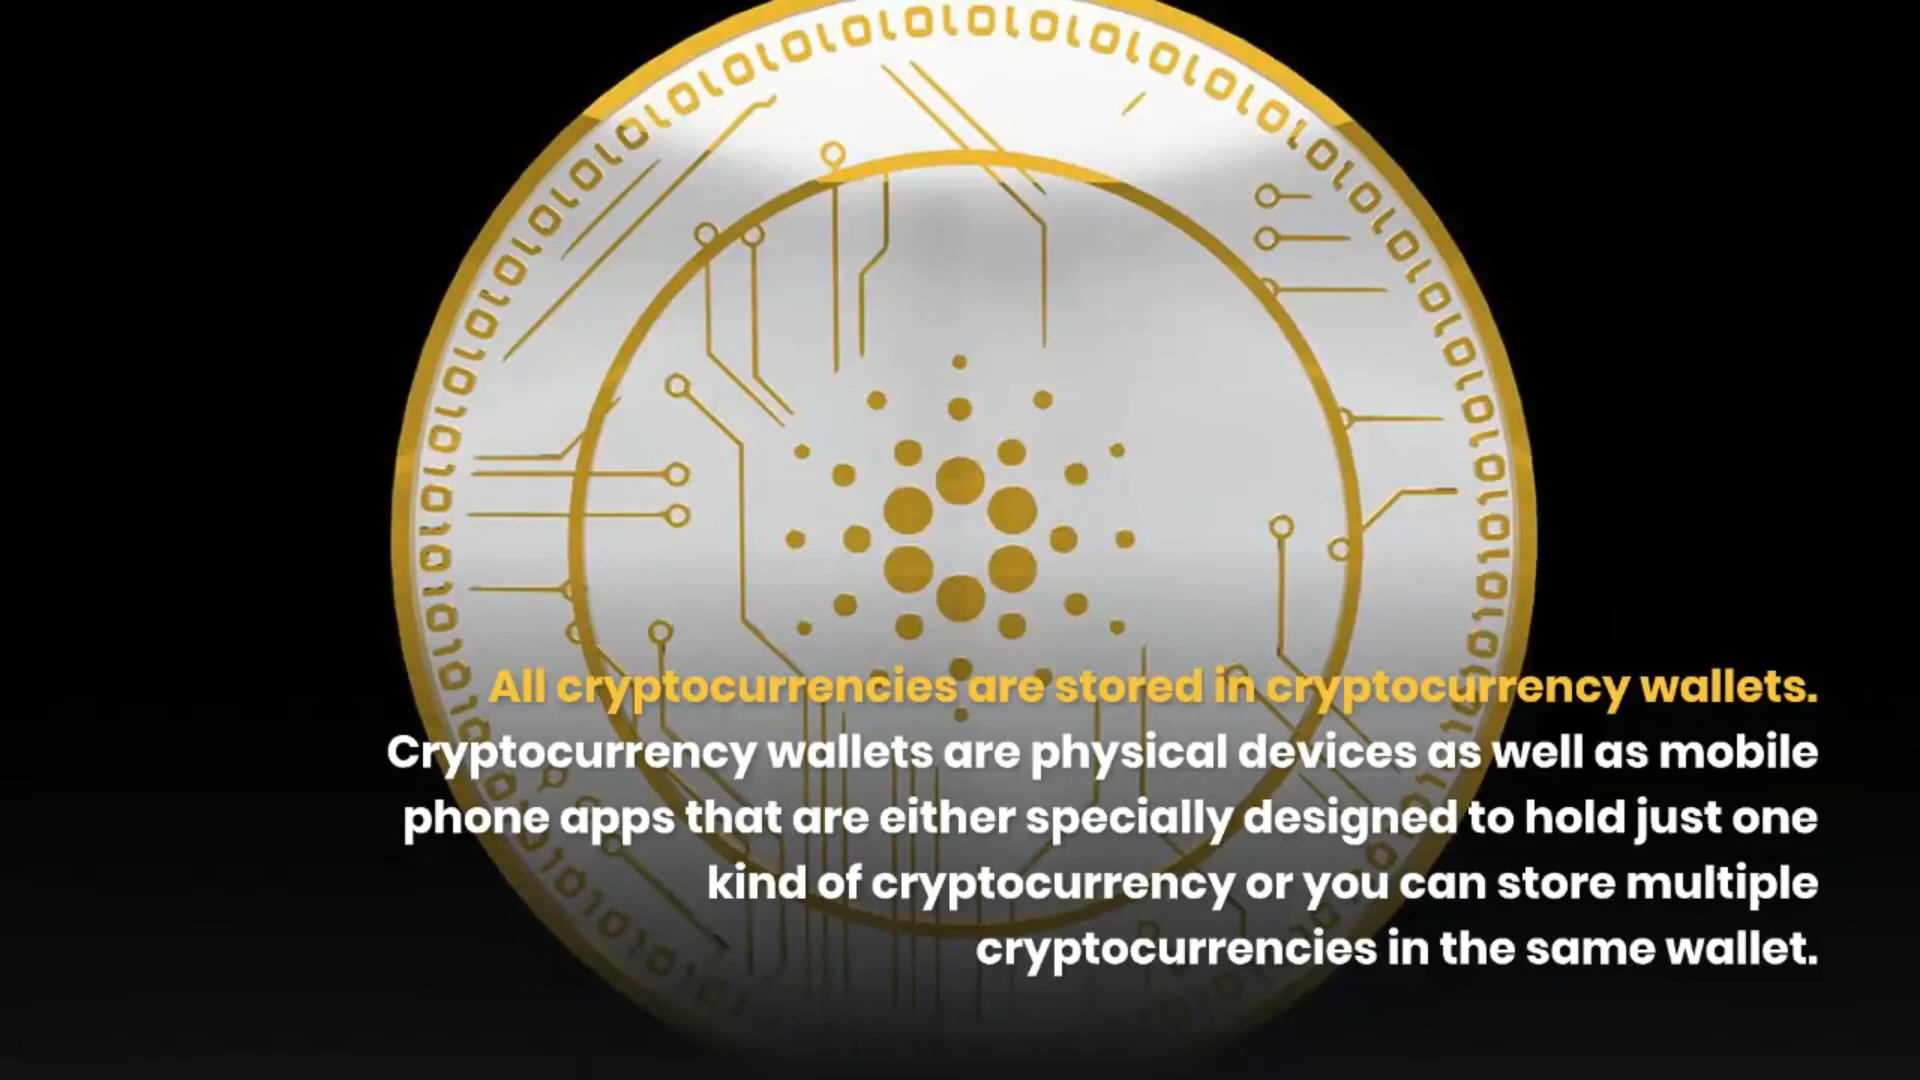 All cryptocurrencies are stored in cryptocurrency wallets.
Cryptocurrency wallets are physical devices as well as mobile
phone apps that are either specially designed to hold just one
kind of cryptocurrency or you can store multiple
cryptocurrencies in the same wallet.